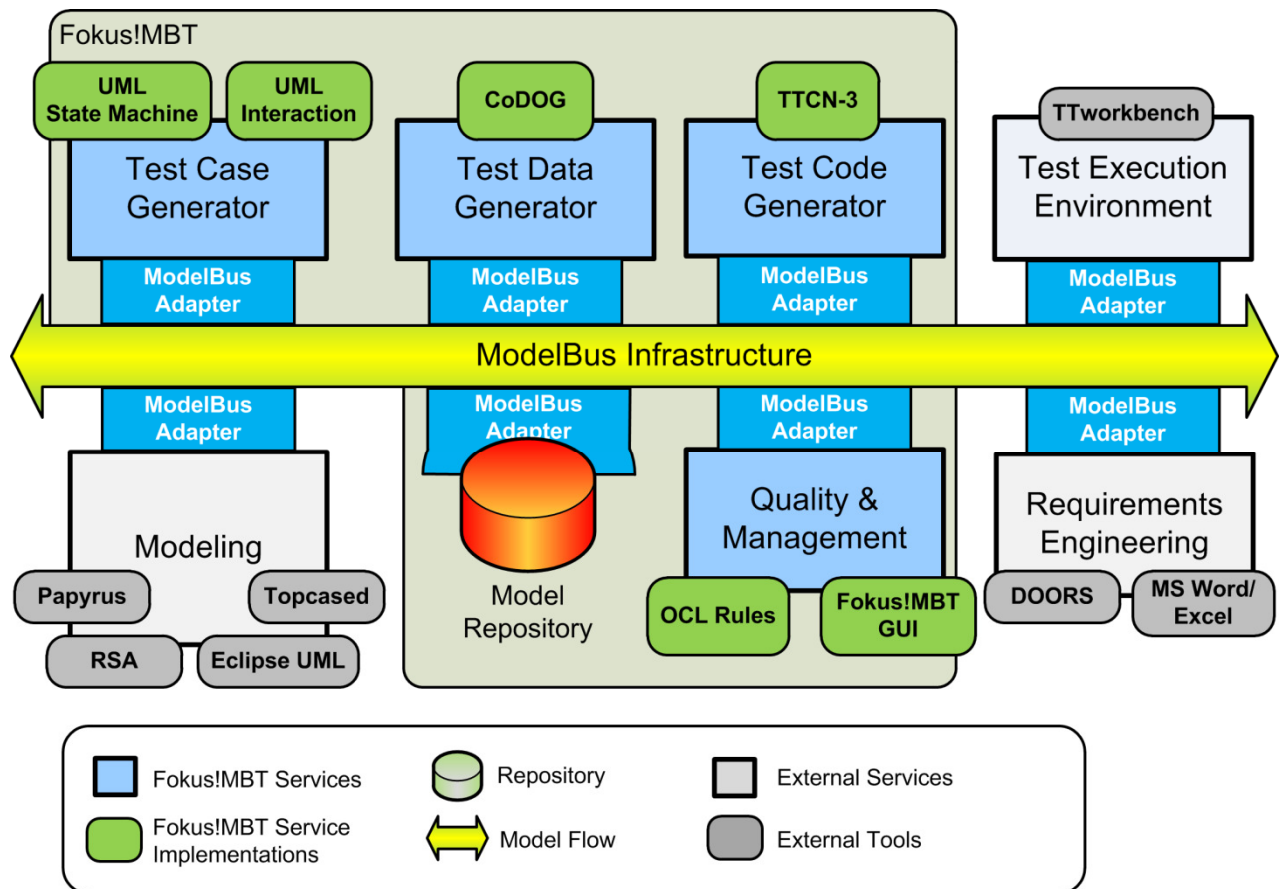 Fokus!MBT
UML
State Machine
UML
Interaction
CoDOG
TTCN-3
TTworkbench
Test Case
Generator
Test Data
Generator
Test Code
Generator
Test Execution
Environment
ModelBus
Adapter
ModelBus
Adapter
ModelBus
Adapter
ModelBus
Adapter
ModelBus Infrastructure
ModelBus
Adapter
ModelBus
Adapter
ModelBus
Adapter
ModelBus
Adapter
Modeling
Papyrus
Topcased
RSA
Eclipse UML
Model
Repository
Quality &
Management
OCL Rules
Fokus!MBT
GUI
Requirements
Engineering
DOORS
MS Word/
Excel
Fokus!MBT Services
Repository
External Services
Fokus!MBT Service
Implementations
Model Flow
External Tools